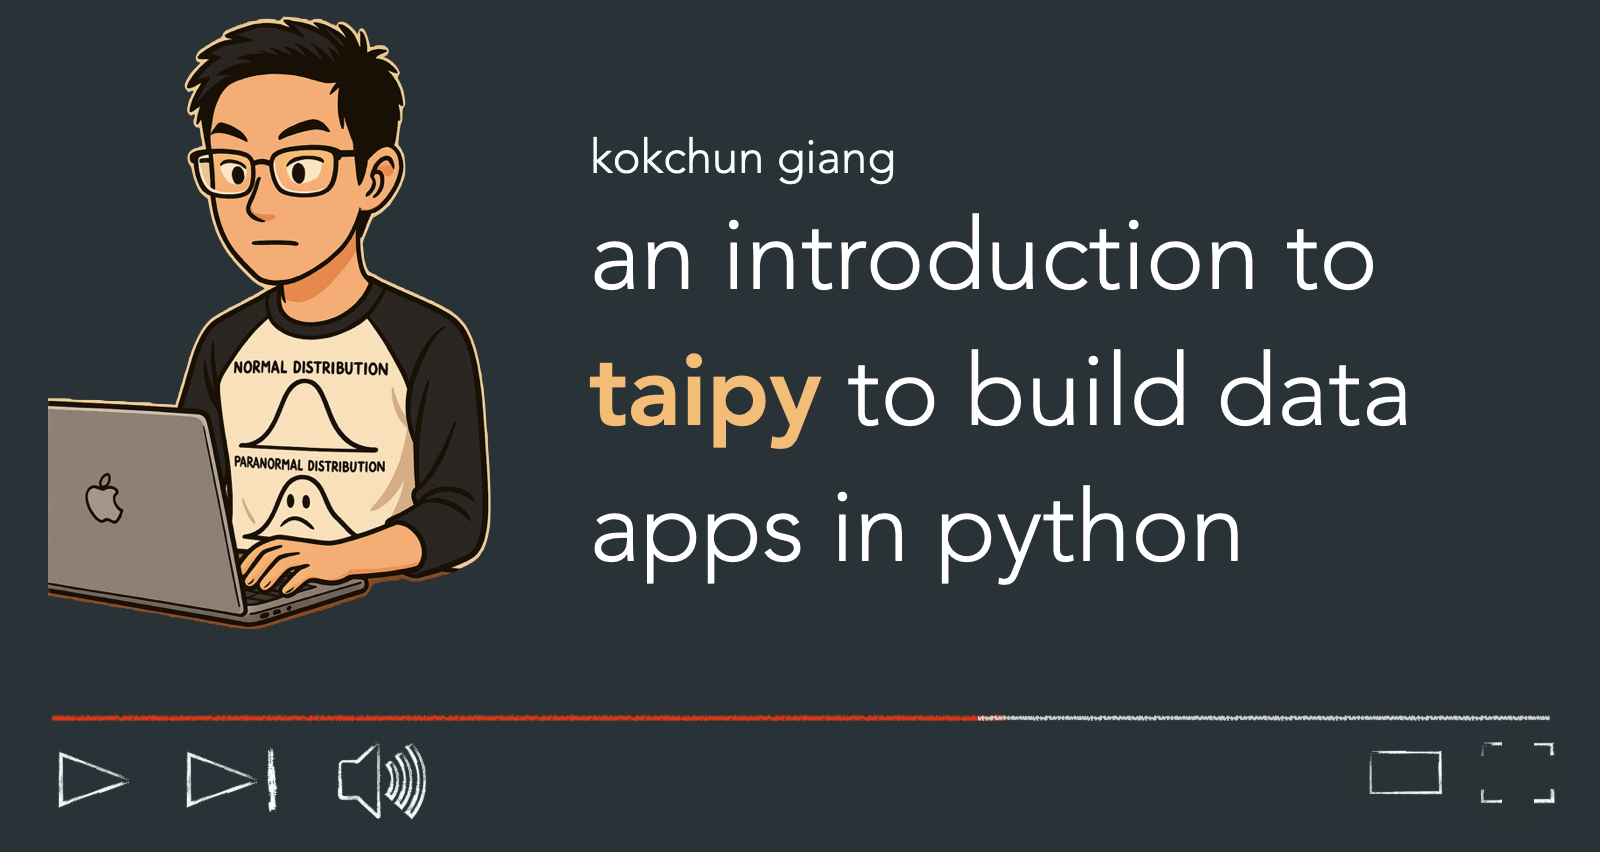 kokchun giang
an introduction to
taipy to build data
apps in python
NORMAL DISTRIBUTION
PARANORMAL DISTRIBUTION